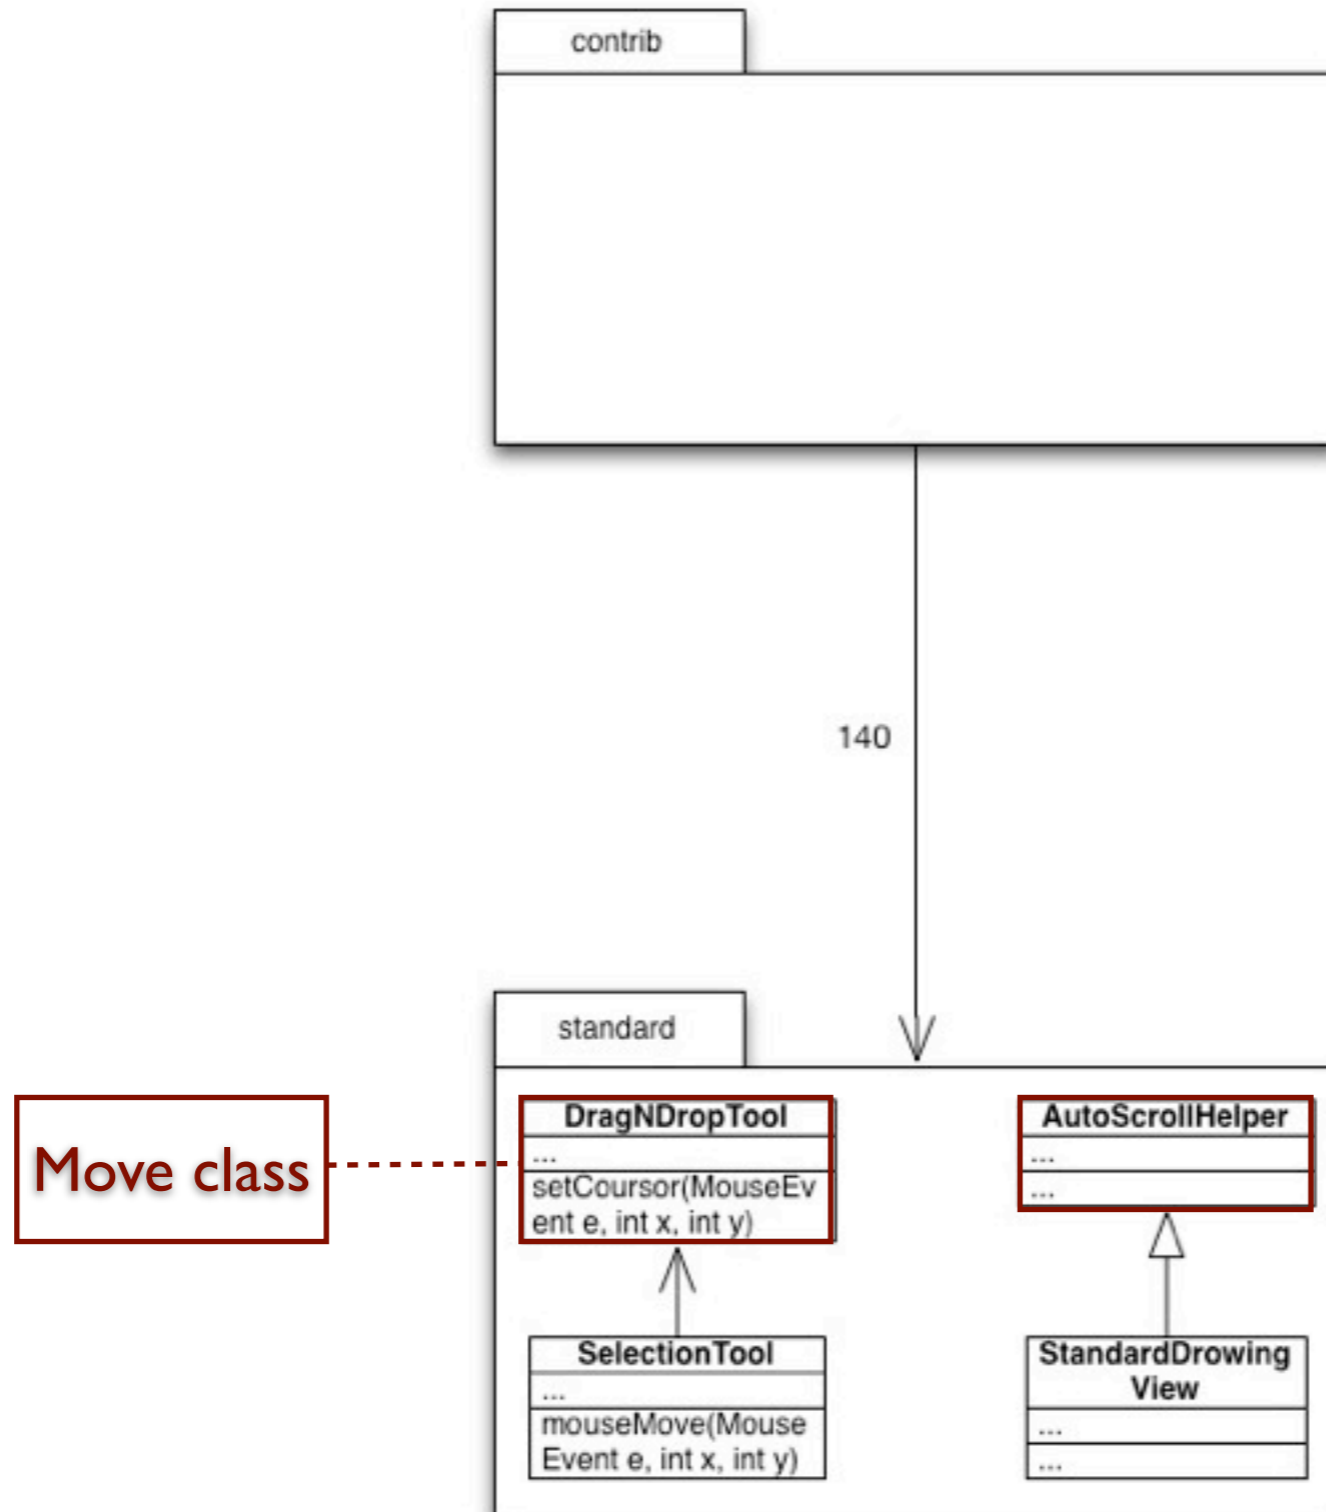 contrib
140
standard
Move class
DragNDropTool
...
setCoursor(MouseEv
ent e, int x, int y)
AutoScrollHelper
...
...
SelectionTool
...
mouseMove(Mouse
Event e, int x, int y)
StandardDrowing
View
...
...